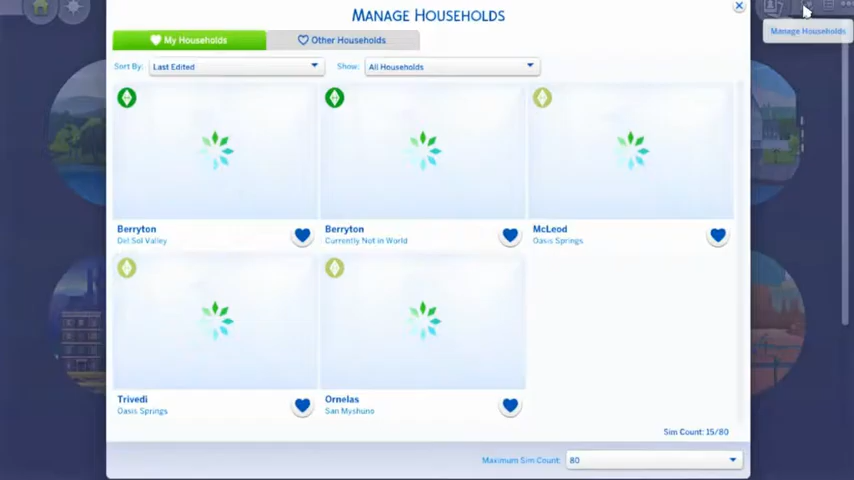 MANAGE HOUSEHOLDS
Manage Households
My Households
Other Households
Sort By: Last Edited
Show: All Households
Berryton
Del Sol Valley
Berryton
Currently Not in World
McLeod
Oasis Springs
Trivedi
Oasis Springs
Ornelas
San Myshuno
Sim Count: 15/80
Maximum Sim Count: 80